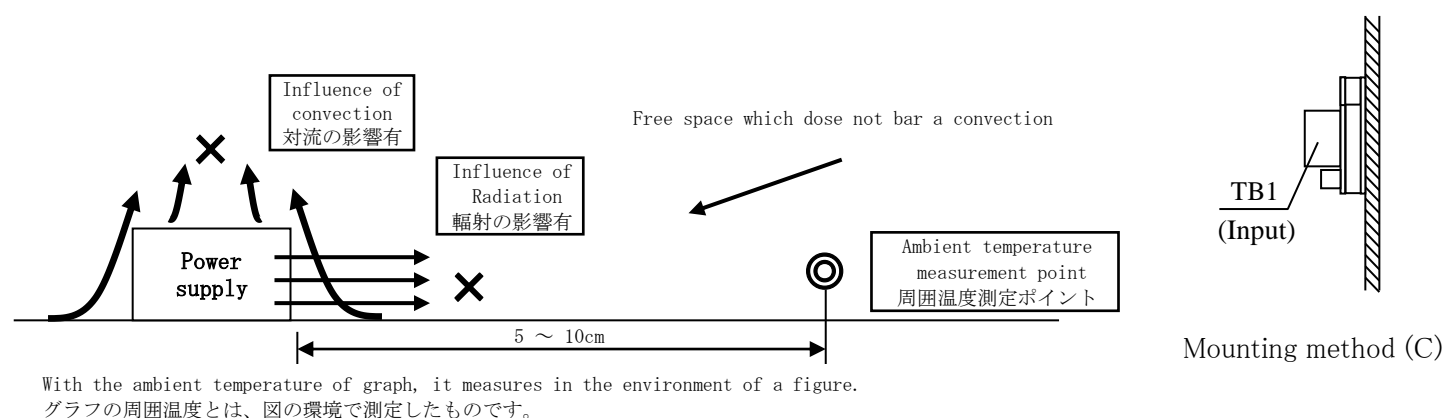 Influence of
convection
対流の影響有
Free space which dose not bar a convection
Influence of
Radiation
輻射の影響有
TB1
(Input)
Power
supply
Ambient temperature
measurement point
周囲温度測定ポイント
5 ～ 10cm
Mounting method (C)
With the ambient temperature of graph, it measures in the environment of a figure.
グラフの周囲温度とは、図の環境で測定したものです。